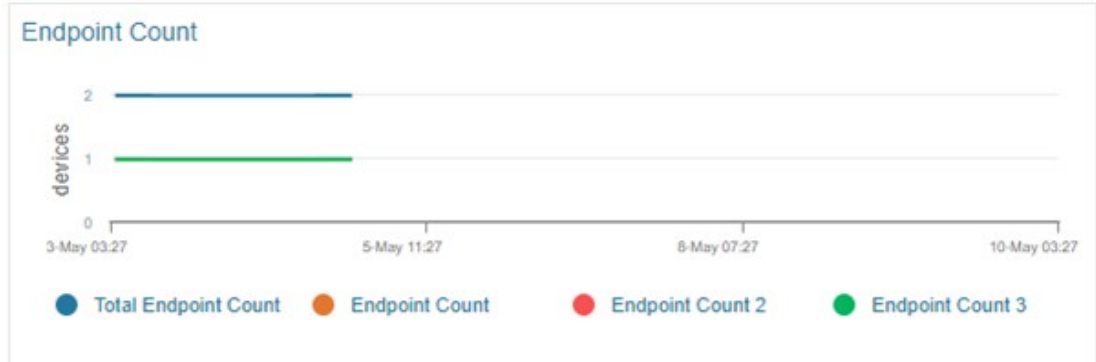 Endpoint Count
2
devices
1
0
3-May 03:27 5-May 11:27 8-May 07:27 10-May 03:27
Total Endpoint Count Endpoint Count Endpoint Count 2 Endpoint Count 3